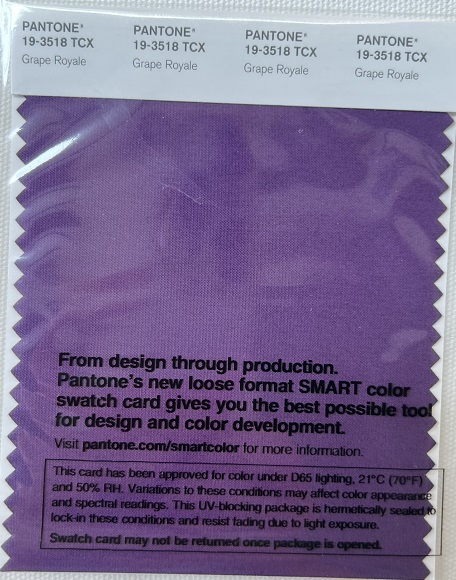 PANTONE® PANTONE® PANTONE® PANTONE®
19-3518 TCX 19-3518 TCX 19-3518 TCX 19-3518 TCX
Grape Royale Grape Royale Grape Royale Grape Royale
From design through production.
Pantone's new loose format SMART color
swatch card gives you the best possible tool
for design and color development.
Visit pantone.com/smartcolor for more information.
This card has been approved for color under D65 lighting, 21°C (70°F)
and 50% RH. Variations to these conditions may affect color appearance
and spectral readings. This UV-blocking package is hermetically sealed to
lock-in these conditions and resist fading due to light exposure.
Swatch card may not be returned once package is opened.